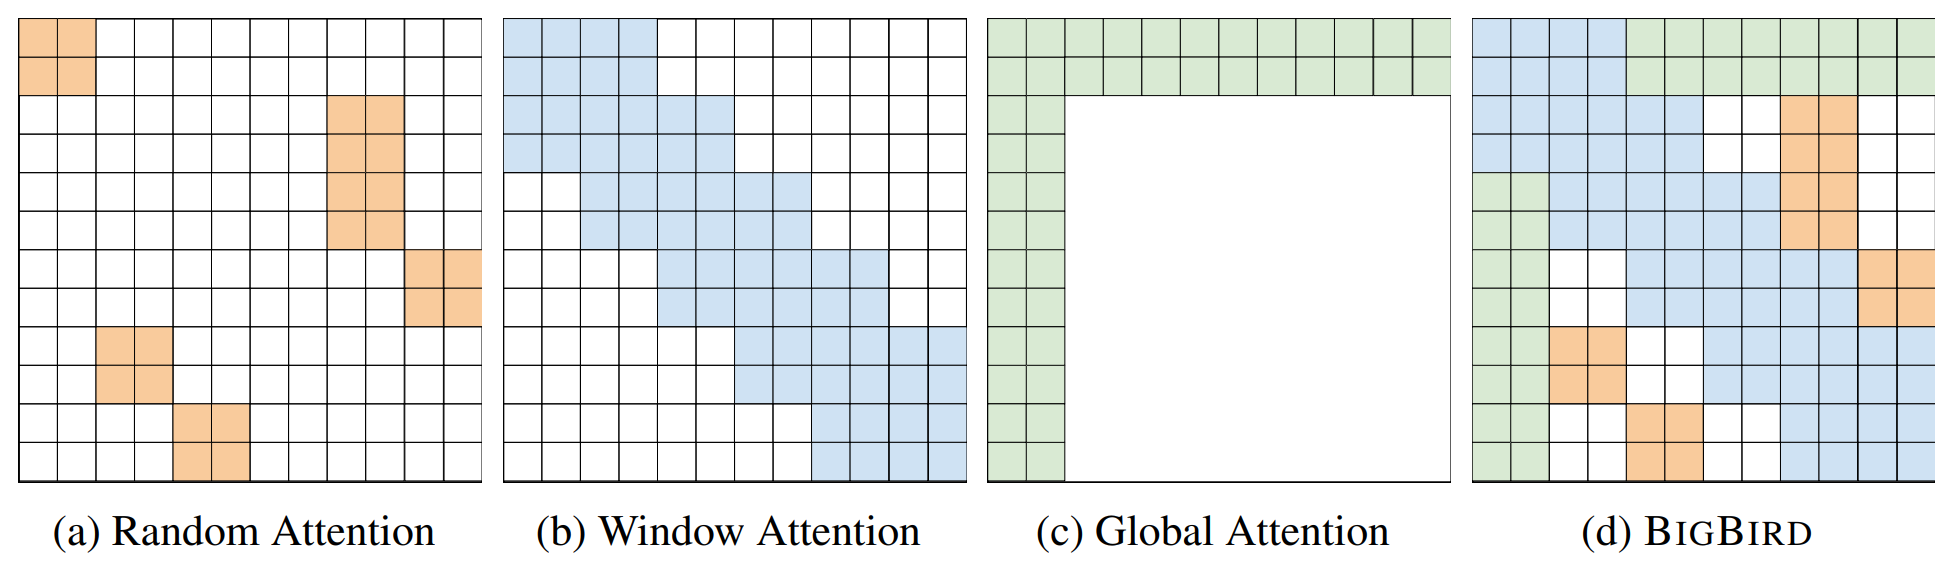 (a) Random Attention
(b) Window Attention
(c) Global Attention
(d) BIGBIRD